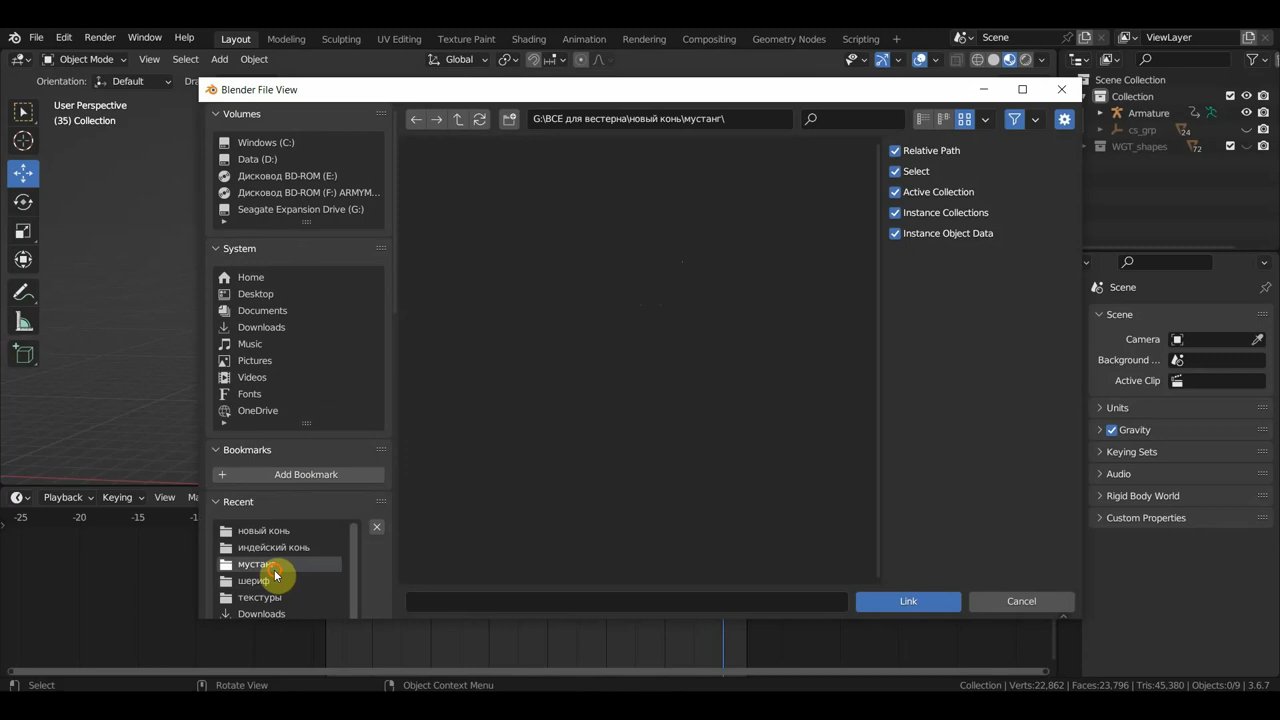 File Edit Render Window Help Layout Modeling Sculpting UV Editing Texture Paint Shading Animation Rendering Compositing Geometry Nodes Scripting + Scene ViewLayer
Object Mode View Select Add Object Global
Orientation: Default
User Perspective
(35) Collection
Blender File View
Volumes
Windows (C:)
Data (D:)
Дисковод BD-ROM (E:)
Дисковод BD-ROM (F:) ARMYM...
Seagate Expansion Drive (G:)
System
Home
Desktop
Documents
Downloads
Music
Pictures
Videos
Fonts
OneDrive
Bookmarks
Add Bookmark
Recent
новый конь
индейский конь
мустанг
шериф
текстуры
Downloads
G:\ВСЕ для вестерна\новый конь\мустанг\
Relative Path
Select
Active Collection
Instance Collections
Instance Object Data
Link Cancel
Scene Collection
Collection
Armature
cs_grp 24
WGT_shapes 72
Scene
Scene
Camera
Background ...
Active Clip
Units
Gravity
Keying Sets
Audio
Rigid Body World
Custom Properties
Playback Keying View
-25 -20 -15
Select Rotate View Object Context Menu Collection | Verts:22,862 | Faces:23,796 | Tris:45,380 | Objects:0/9 | 3.6.7